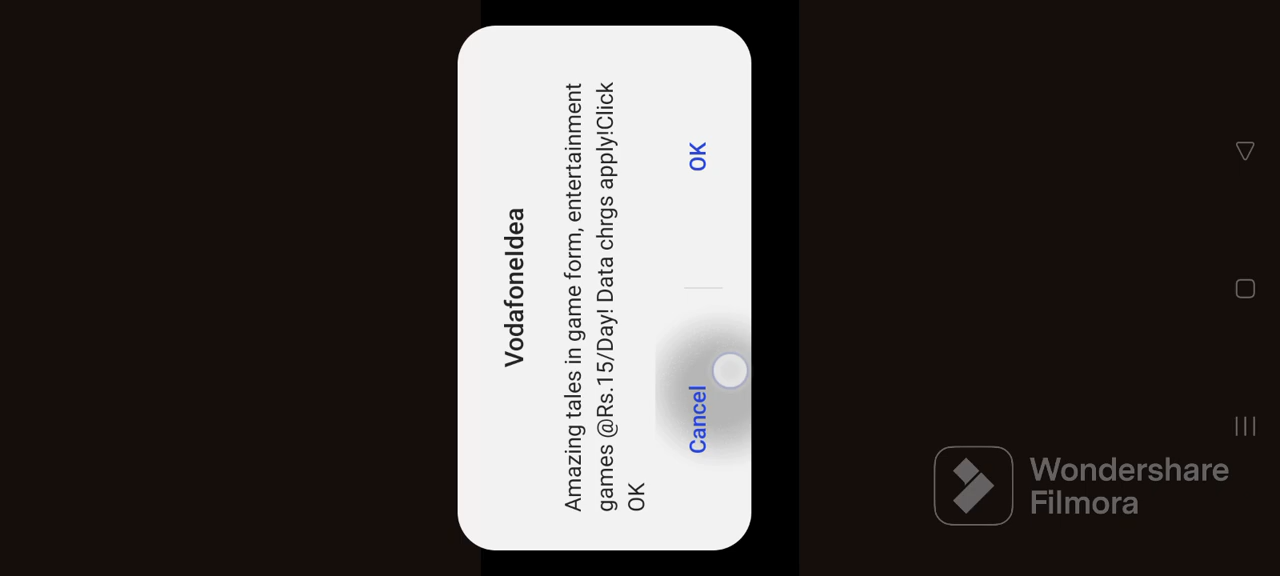 VodafoneIdea
Amazing tales in game form, entertainment
games @Rs.15/Day! Data chrgs apply!Click
OK
Cancel
OK
Wondershare
Filmora